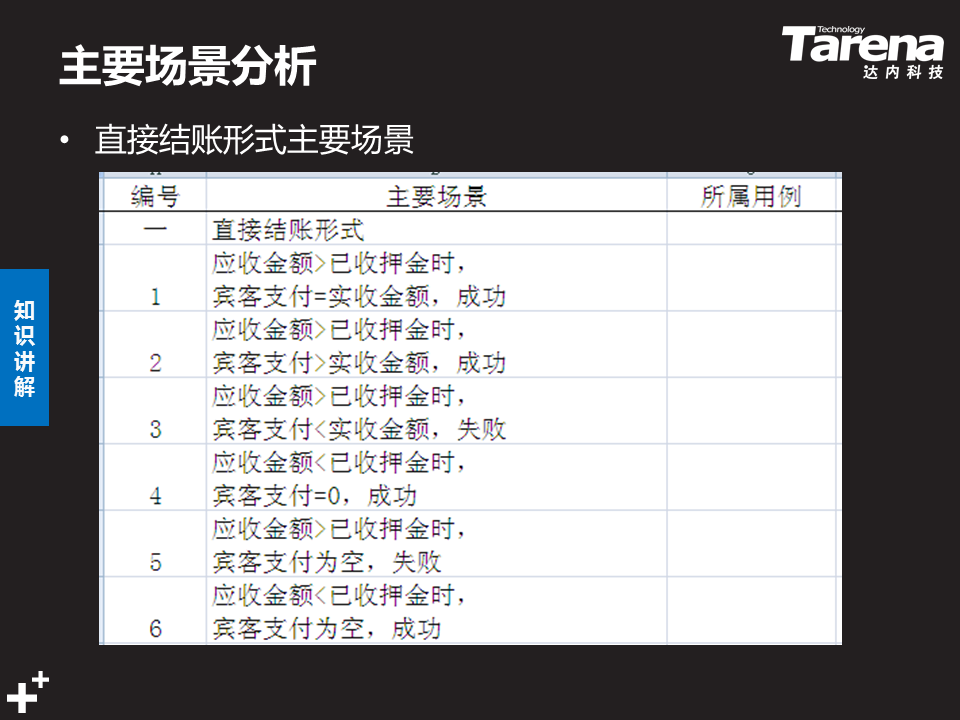 主要场景分析
Technology
Tarena
达内科技
• 直接结账形式主要场景
编号 主要场景 所属用例
一 直接结账形式
应收金额>已收押金时，
1 宾客支付=实收金额，成功
应收金额>已收押金时，
2 宾客支付>实收金额，成功
应收金额>已收押金时，
3 宾客支付<实收金额，失败
应收金额<已收押金时，
4 宾客支付=0，成功
应收金额>已收押金时，
5 宾客支付为空，失败
应收金额<已收押金时，
6 宾客支付为空，成功
知
识
讲
解